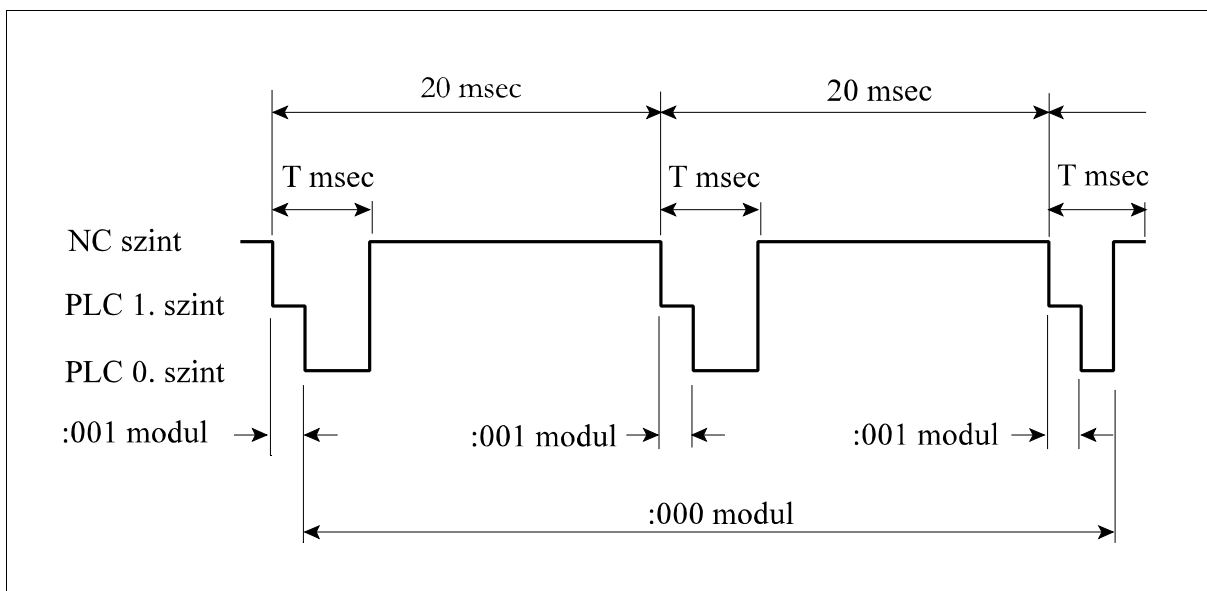 20 msec
20 msec
T msec
T msec
T msec
NC szint
PLC 1. szint
PLC 0. szint
:001 modul
:001 modul
:001 modul
:000 modul